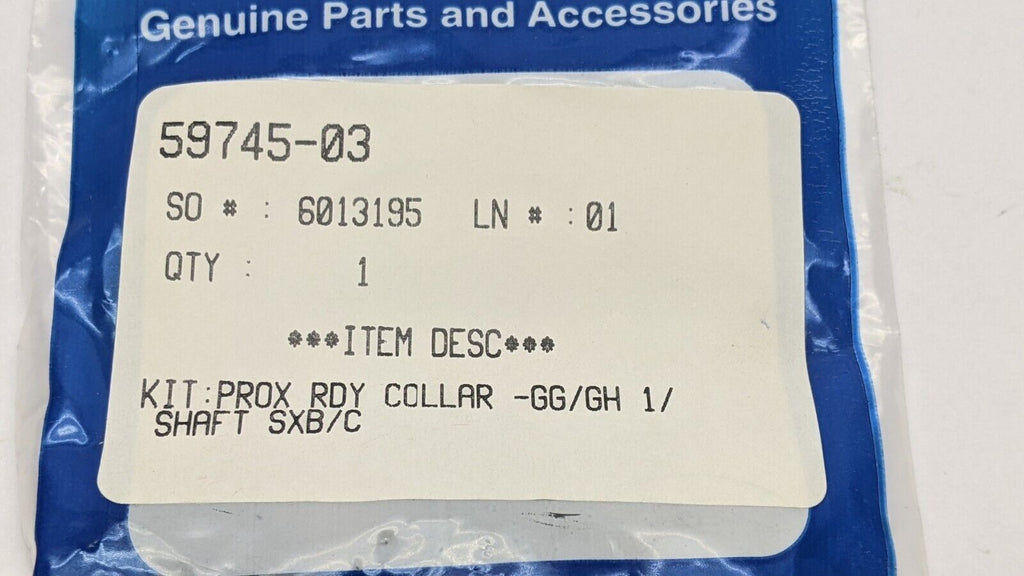 Genuine Parts and Accessories
59745-03
SO # : 6013195 LN # :01
QTY : 1
***ITEM DESC***
KIT:PROX RDY COLLAR -GG/GH 1/
SHAFT SXB/C